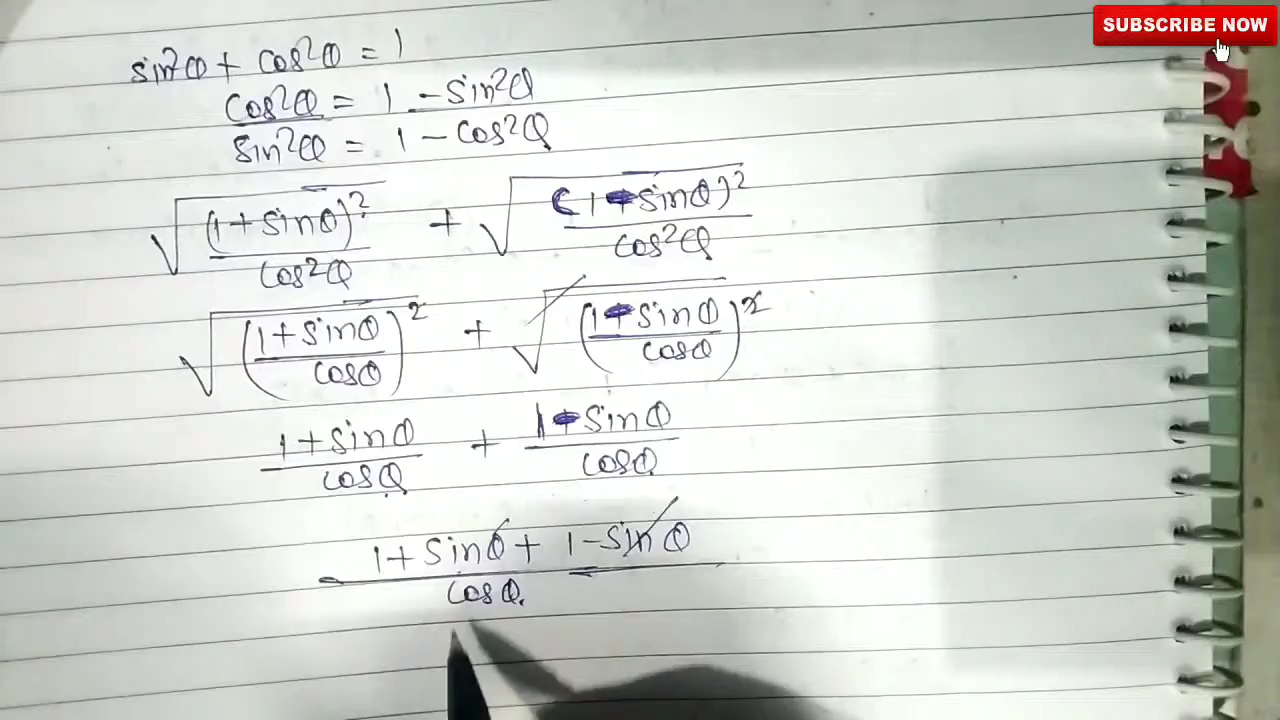 SUBSCRIBE NOW
sin²θ + cos²θ = 1
cos²θ = 1 - sin²θ
sin²θ = 1 - cos²θ
√((1 + sinθ)²/cos²θ) + √((1 - sinθ)²/cos²θ)
√((1 + sinθ/cosθ)²) + √((1 - sinθ/cosθ)²)
1 + sinθ/cosθ + 1 - sinθ/cosθ
1 + sinθ + 1 - sinθ/cosθ.